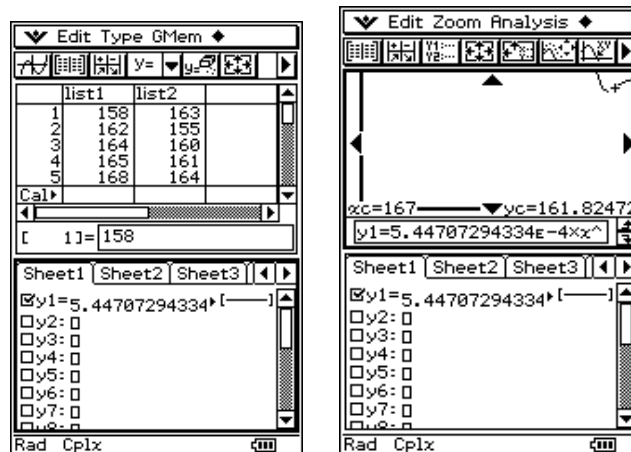 Edit Type GMem ◆
y=
list1 list2
1 158 163
2 162 155
3 164 160
4 165 161
5 168 164
Cal▶
[ 1]= 158
Sheet1 Sheet2 Sheet3
☑y1=5.44707294334▶[—]
□y2:▯
□y3:▯
□y4:▯
□y5:▯
□y6:▯
□y7:▯
Rad Cplx
Edit Zoom Analysis ◆
xc=167 yc=161.82472
y1=5.44707294334ᴇ-4×x^
Sheet1 Sheet2 Sheet3
☑y1=5.44707294334▶[—]
□y2:▯
□y3:▯
□y4:▯
□y5:▯
□y6:▯
□y7:▯
Rad Cplx